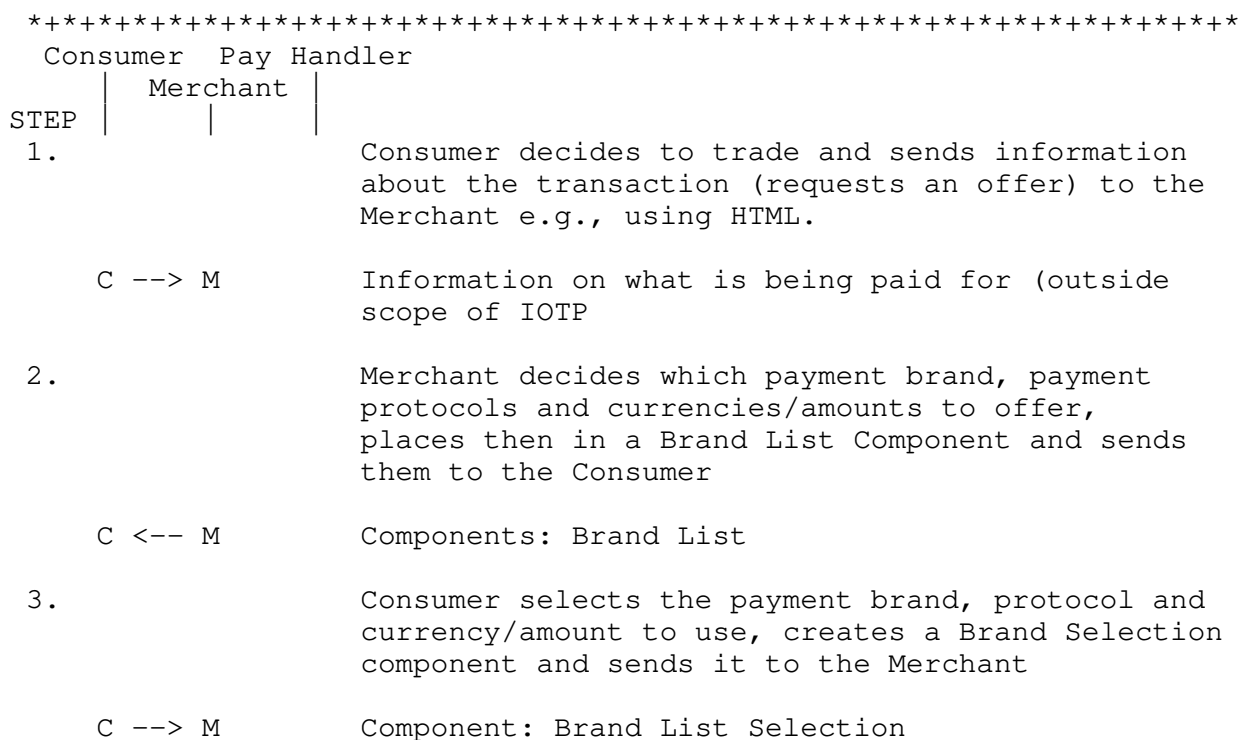 *+*+*+*+*+*+*+*+*+*+*+*+*+*+*+*+*+*+*+*+*+*+*+*+*+*+*+*+*+*+*+*+*+*+*
Consumer  Pay Handler
|  Merchant |
STEP |     |     |
1.                Consumer decides to trade and sends information
about the transaction (requests an offer) to the
Merchant e.g., using HTML.
C --> M        Information on what is being paid for (outside
scope of IOTP
2.                Merchant decides which payment brand, payment
protocols and currencies/amounts to offer,
places then in a Brand List Component and sends
them to the Consumer
C <-- M        Components: Brand List
3.                Consumer selects the payment brand, protocol and
currency/amount to use, creates a Brand Selection
component and sends it to the Merchant
C --> M        Component: Brand List Selection